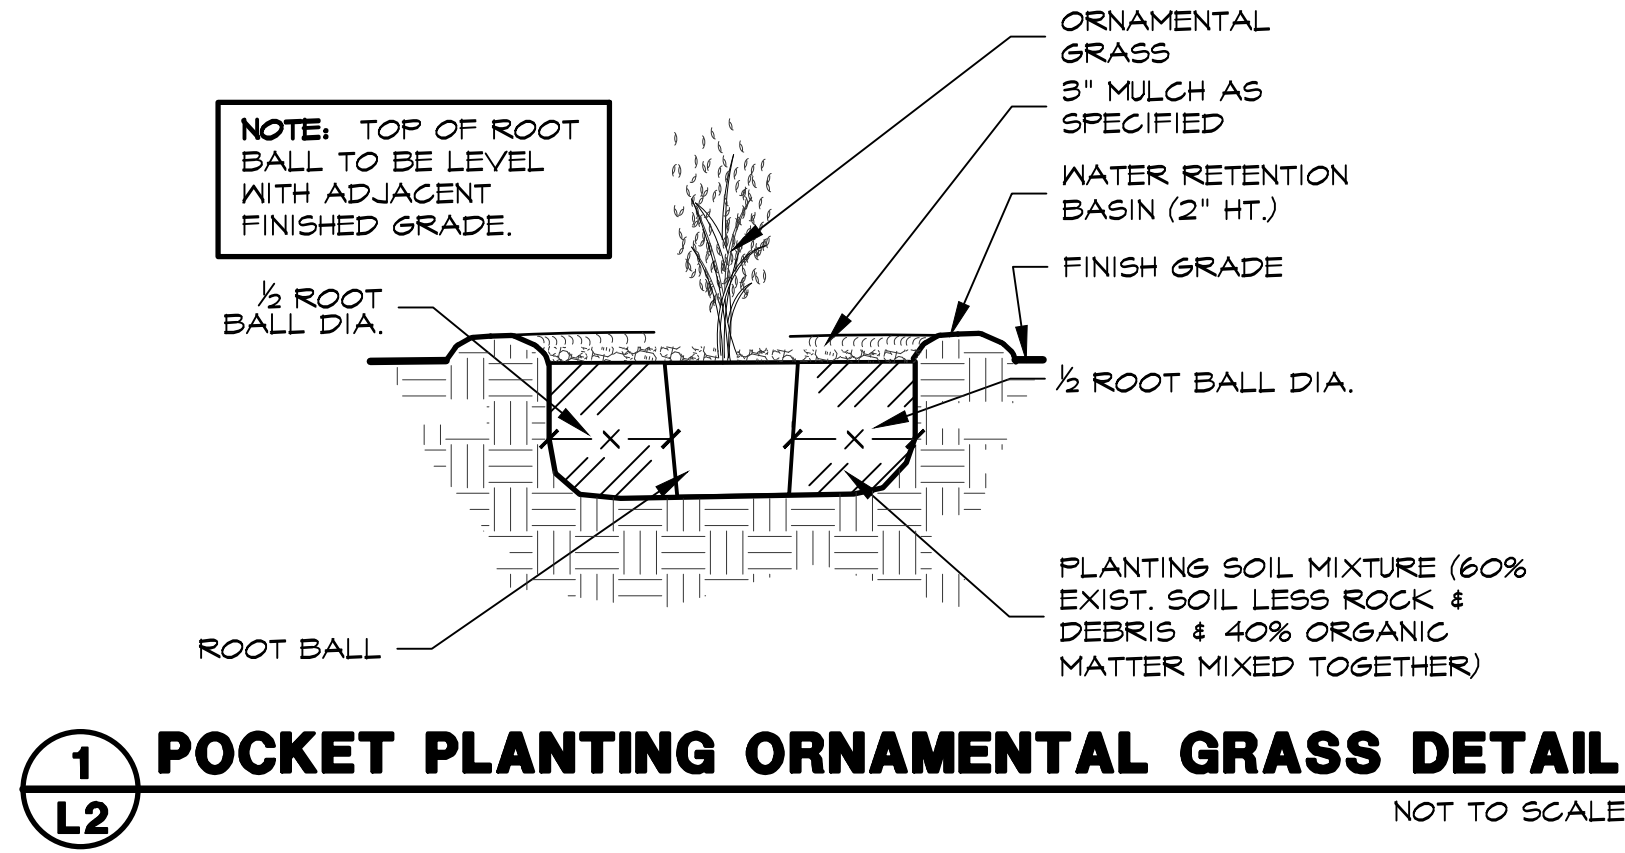 ORNAMENTAL
GRASS
3" MULCH AS
SPECIFIED
NOTE: TOP OF ROOT
BALL TO BE LEVEL
WITH ADJACENT
FINISHED GRADE.
WATER RETENTION
BASIN (2" HT.)
FINISH GRADE
½ ROOT
BALL DIA.
½ ROOT BALL DIA.
PLANTING SOIL MIXTURE (60%
EXIST. SOIL LESS ROCK &
DEBRIS & 40% ORGANIC
MATTER MIXED TOGETHER)
ROOT BALL
1
L2
POCKET PLANTING ORNAMENTAL GRASS DETAIL
NOT TO SCALE